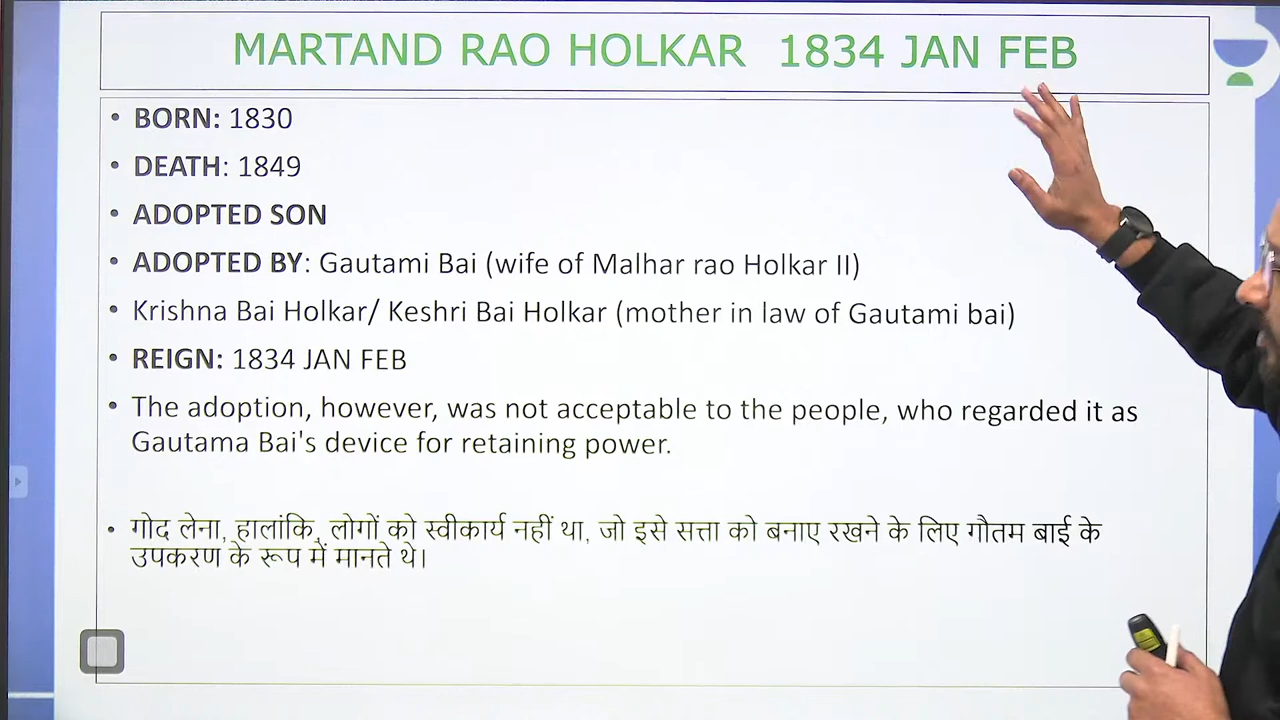 MARTAND RAO HOLKAR 1834 JAN FEB
• BORN: 1830
• DEATH: 1849
• ADOPTED SON
• ADOPTED BY: Gautami Bai (wife of Malhar rao Holkar II)
• Krishna Bai Holkar/ Keshri Bai Holkar (mother in law of Gautami bai)
• REIGN: 1834 JAN FEB
• The adoption, however, was not acceptable to the people, who regarded it as
Gautama Bai's device for retaining power.
• गोद लेना, हालांकि, लोगों को स्वीकार्य नहीं था, जो इसे सत्ता को बनाए रखने के लिए गौतम बाई के
उपकरण के रूप में मानते थे।